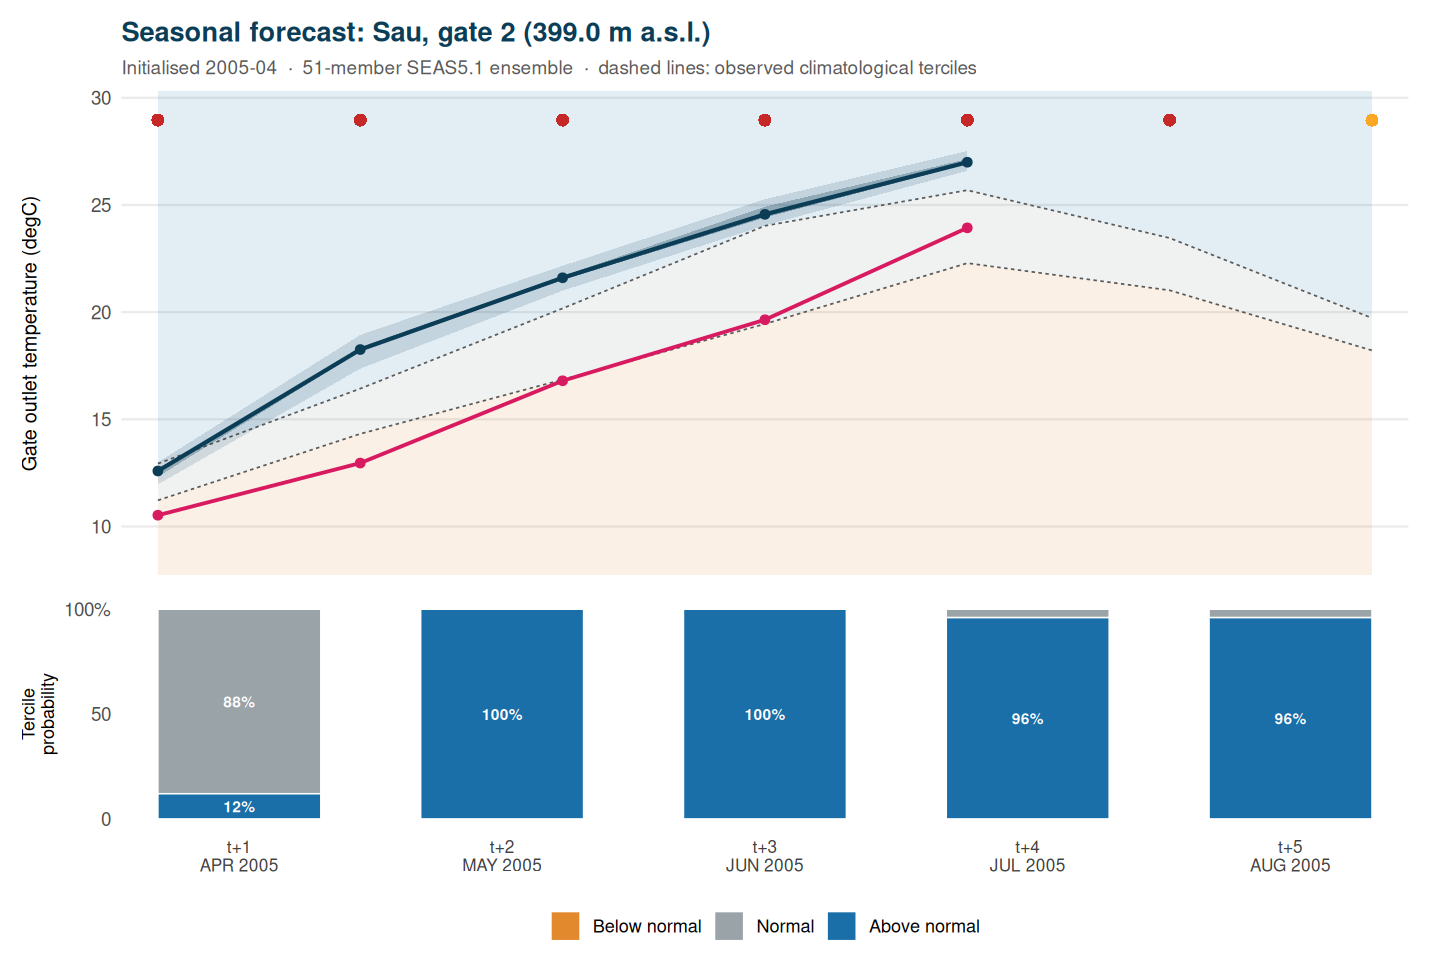 Seasonal forecast: Sau, gate 2 (399.0 m a.s.l.)
Initialised 2005-04 · 51-member SEAS5.1 ensemble · dashed lines: observed climatological terciles
Gate outlet temperature (degC)
30
25
20
15
10
Tercile
probability
100%
50
0
88%
12%
100%
100%
96%
96%
t+1
APR 2005
t+2
MAY 2005
t+3
JUN 2005
t+4
JUL 2005
t+5
AUG 2005
Below normal
Normal
Above normal